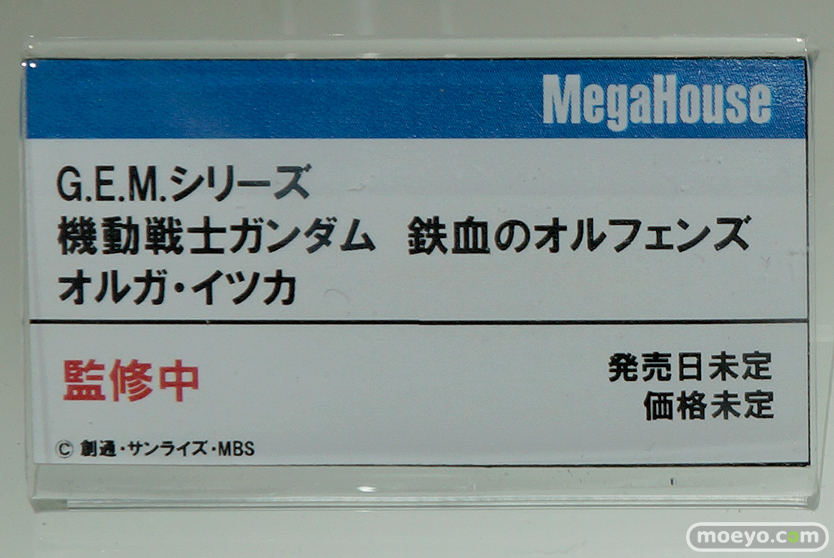 MegaHouse
G.E.M.シリーズ
機動戦士ガンダム 鉄血のオルフェンズ
オルガ・イツカ
監修中
発売日未定
価格未定
© 創通・サンライズ・MBS
moeyo.com